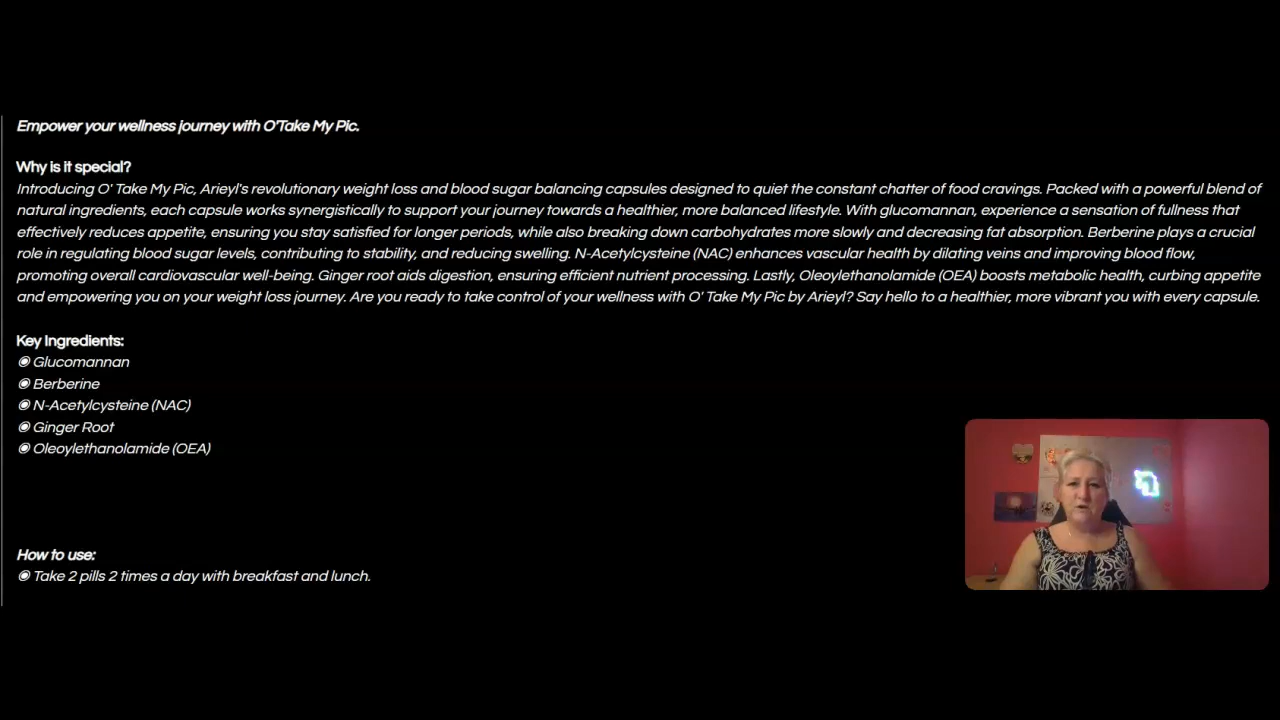 Empower your wellness journey with O'Take My Pic.
Why is it special?
Introducing O' Take My Pic, Arieyl's revolutionary weight loss and blood sugar balancing capsules designed to quiet the constant chatter of food cravings. Packed with a powerful blend of
natural ingredients, each capsule works synergistically to support your journey towards a healthier, more balanced lifestyle. With glucomannan, experience a sensation of fullness that
effectively reduces appetite, ensuring you stay satisfied for longer periods, while also breaking down carbohydrates more slowly and decreasing fat absorption. Berberine plays a crucial
role in regulating blood sugar levels, contributing to stability, and reducing swelling. N-Acetylcysteine (NAC) enhances vascular health by dilating veins and improving blood flow,
promoting overall cardiovascular well-being. Ginger root aids digestion, ensuring efficient nutrient processing. Lastly, Oleoylethanolamide (OEA) boosts metabolic health, curbing appetite
and empowering you on your weight loss journey. Are you ready to take control of your wellness with O' Take My Pic by Arieyl? Say hello to a healthier, more vibrant you with every capsule.
Key Ingredients:
◉ Glucomannan
◉ Berberine
◉ N-Acetylcysteine (NAC)
◉ Ginger Root
◉ Oleoylethanolamide (OEA)
How to use:
◉ Take 2 pills 2 times a day with breakfast and lunch.